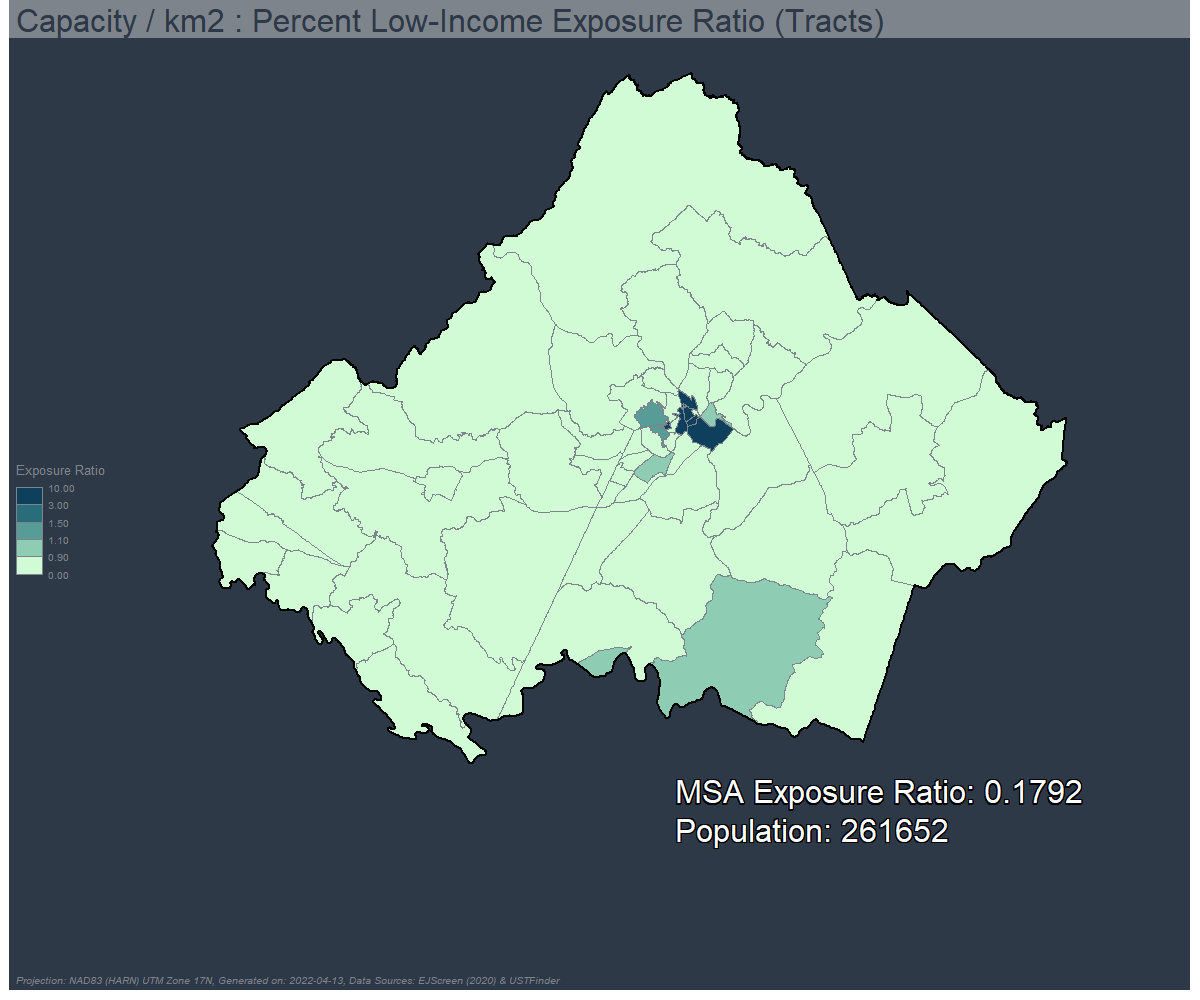 Capacity / km2 : Percent Low-Income Exposure Ratio (Tracts)
Exposure Ratio
10.00
3.00
1.50
1.10
0.90
0.00
MSA Exposure Ratio: 0.1792
Population: 261652
Projection: NAD83 (HARN) UTM Zone 17N, Generated on: 2022-04-13, Data Sources: EJScreen (2020) & USTFinder